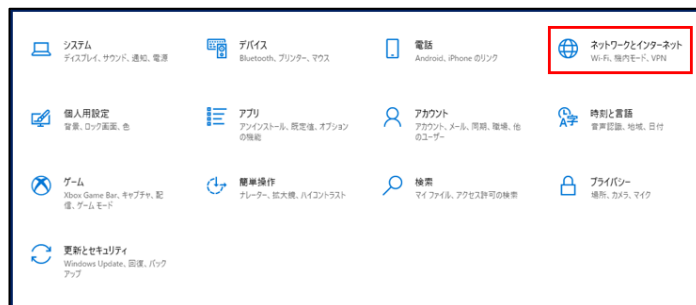 システム
ディスプレイ、サウンド、通知、電源
デバイス
Bluetooth、プリンター、マウス
電話
Android、iPhone のリンク
ネットワークとインターネット
Wi-Fi、機内モード、VPN
個人用設定
背景、ロック画面、色
アプリ
アンインストール、既定値、オプション
の機能
アカウント
アカウント、メール、同期、職場、他
のユーザー
時刻と言語
音声認識、地域、日付
ゲーム
Xbox Game Bar、キャプチャ、配
信、ゲーム モード
簡単操作
ナレーター、拡大鏡、ハイコントラスト
検索
マイ ファイル、アクセス許可の検索
プライバシー
場所、カメラ、マイク
更新とセキュリティ
Windows Update、回復、バック
アップ